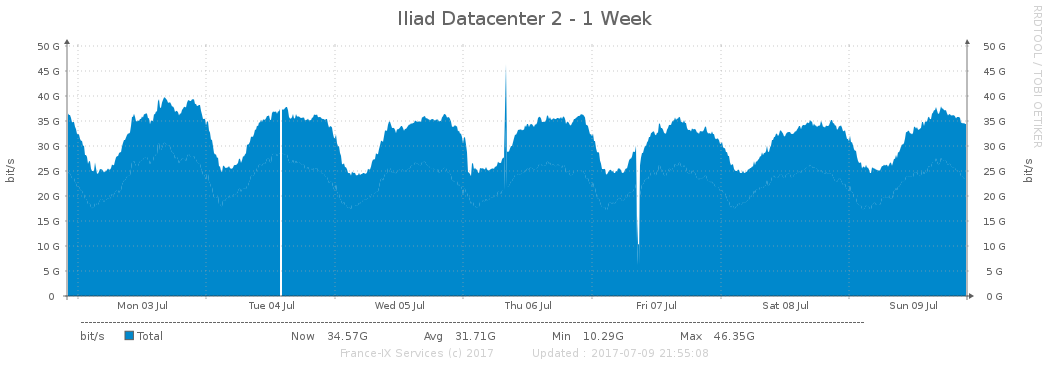 Iliad Datacenter 2 - 1 Week
RRDTOOL / TOBI OETIKER
50 G 50 G
45 G 45 G
40 G 40 G
35 G 35 G
30 G 30 G
25 G 25 G
20 G 20 G
15 G 15 G
10 G 10 G
5 G 5 G
0 0 G
bit/s
bit/s
Mon 03 Jul Tue 04 Jul Wed 05 Jul Thu 06 Jul Fri 07 Jul Sat 08 Jul Sun 09 Jul
bit/s Total Now 34.57G Avg 31.71G Min 10.29G Max 46.35G
France-IX Services (c) 2017 Updated : 2017-07-09 21:55:08